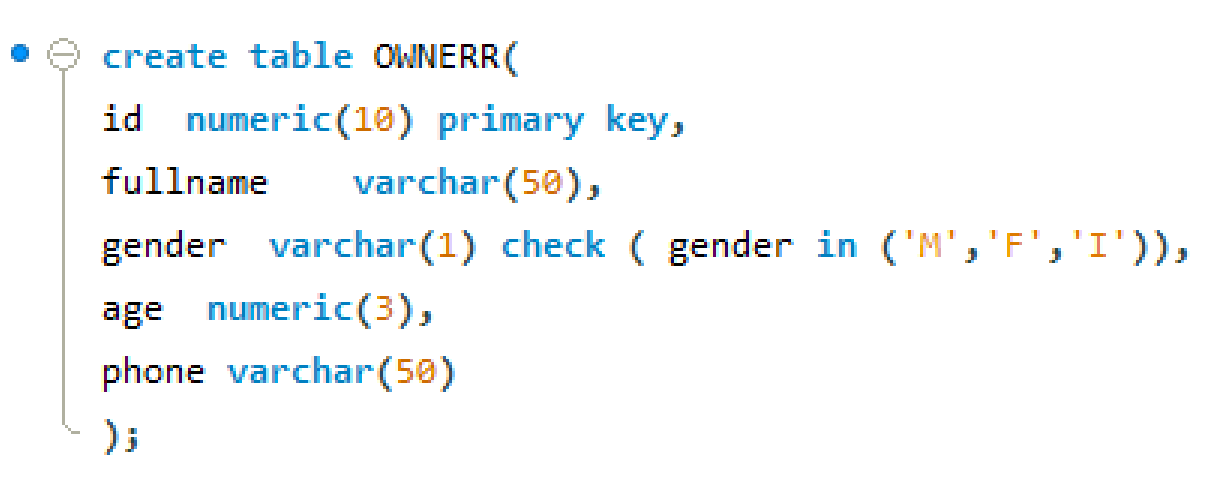 create table OWNERR(
id  numeric(10) primary key,
fullname    varchar(50),
gender  varchar(1) check ( gender in ('M','F','I')),
age  numeric(3),
phone varchar(50)
);